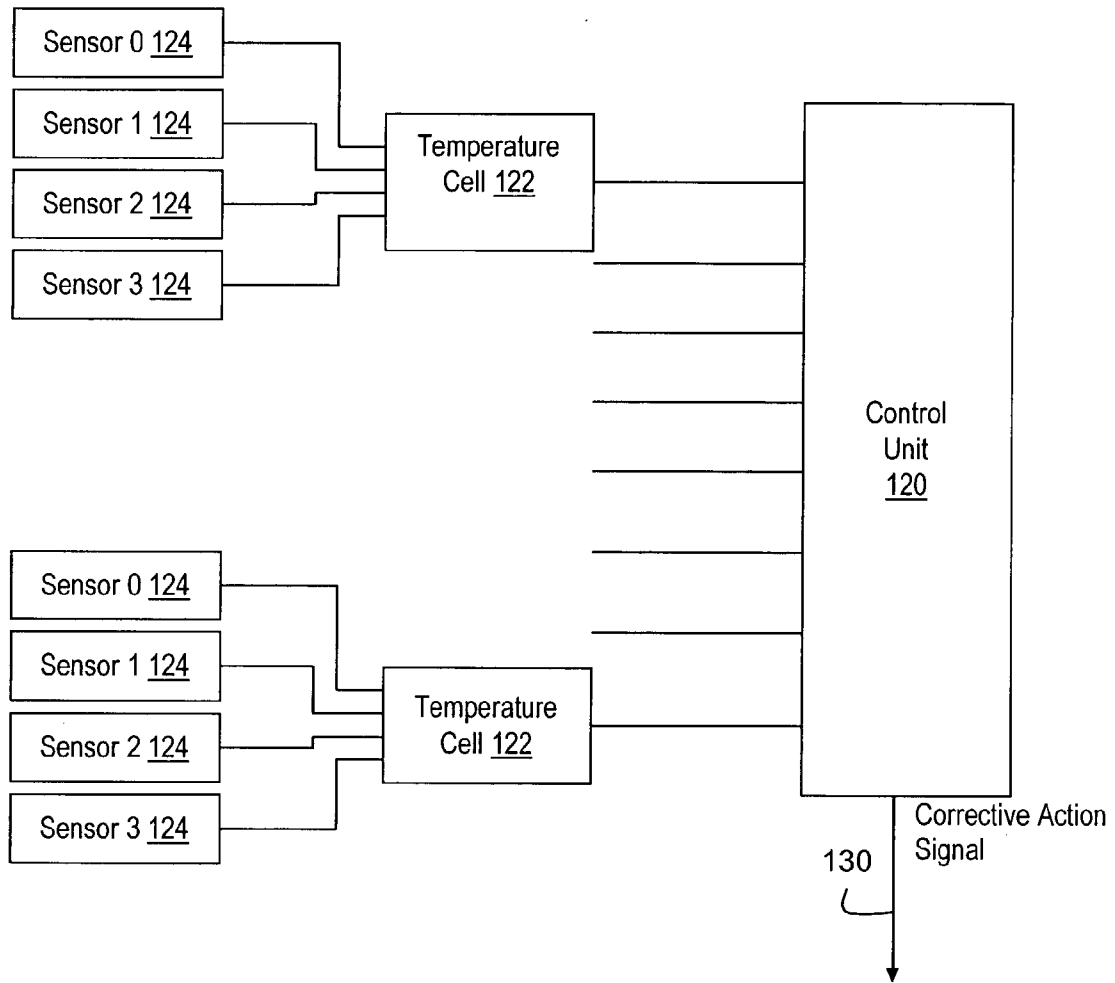 Sensor 0 124
Sensor 1 124
Sensor 2 124
Sensor 3 124
Temperature
Cell 122
Control
Unit
120
Sensor 0 124
Sensor 1 124
Sensor 2 124
Sensor 3 124
Temperature
Cell 122
Corrective Action
Signal
130